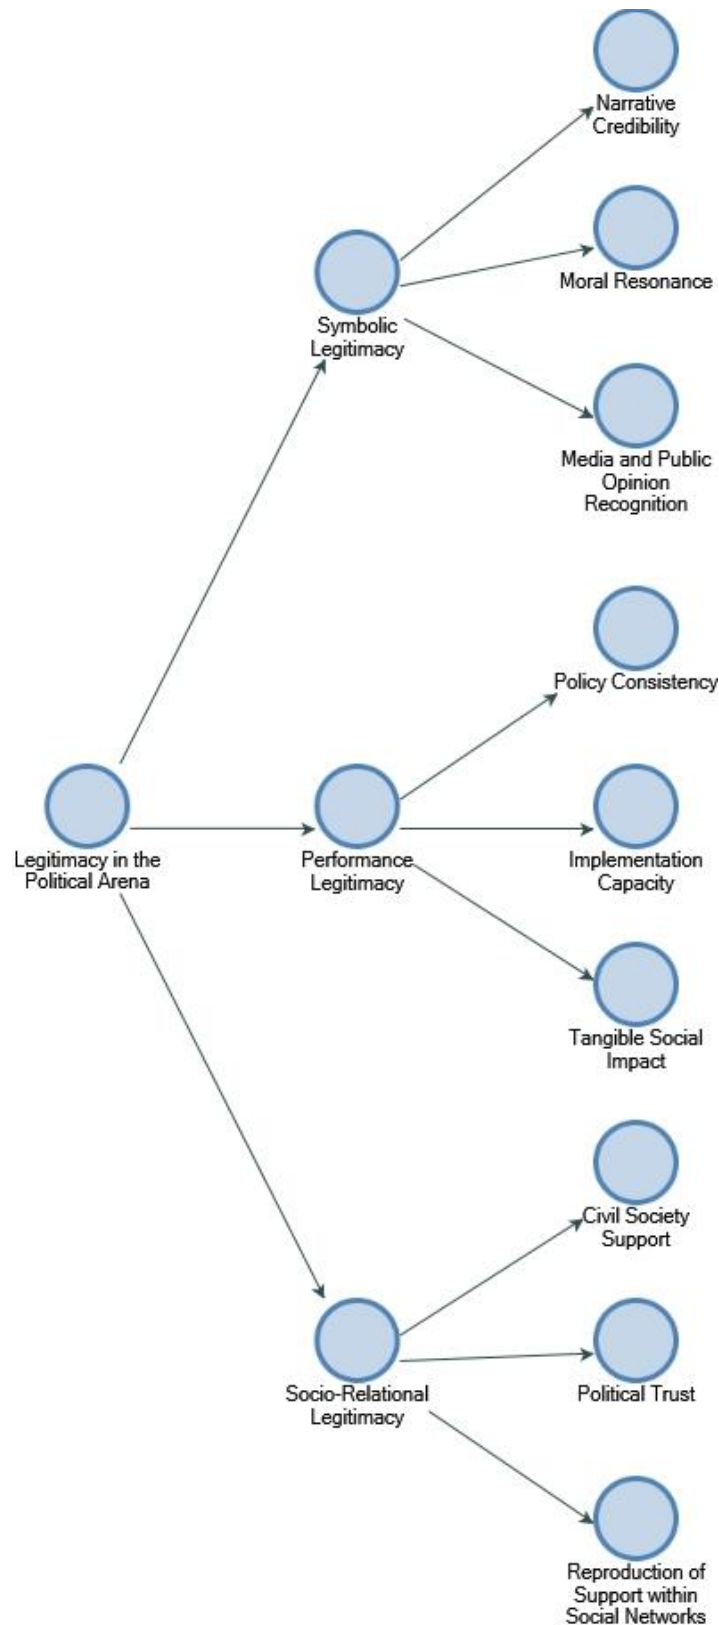 Narrative
Credibility
Moral Resonance
Symbolic
Legitimacy
Media and Public
Opinion
Recognition
Policy Consistency
Legitimacy in the
Political Arena
Performance
Legitimacy
Implementation
Capacity
Tangible Social
Impact
Civil Society
Support
Socio-Relational
Legitimacy
Political Trust
Reproduction of
Support within
Social Networks